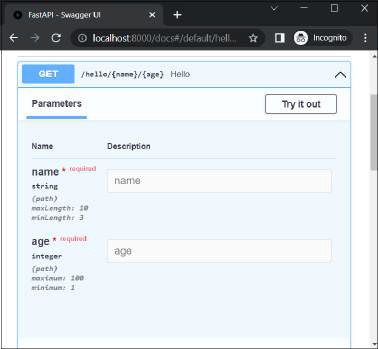 FastAPI - Swagger UI
localhost:8000/docs#/default/hell...
Incognito
GET /hello/{name}/{age} Hello
Parameters
Try it out
Name Description
name * required
string
(path)
maxLength: 10
minLength: 3
name
age * required
integer
(path)
maximum: 100
minimum: 1
age